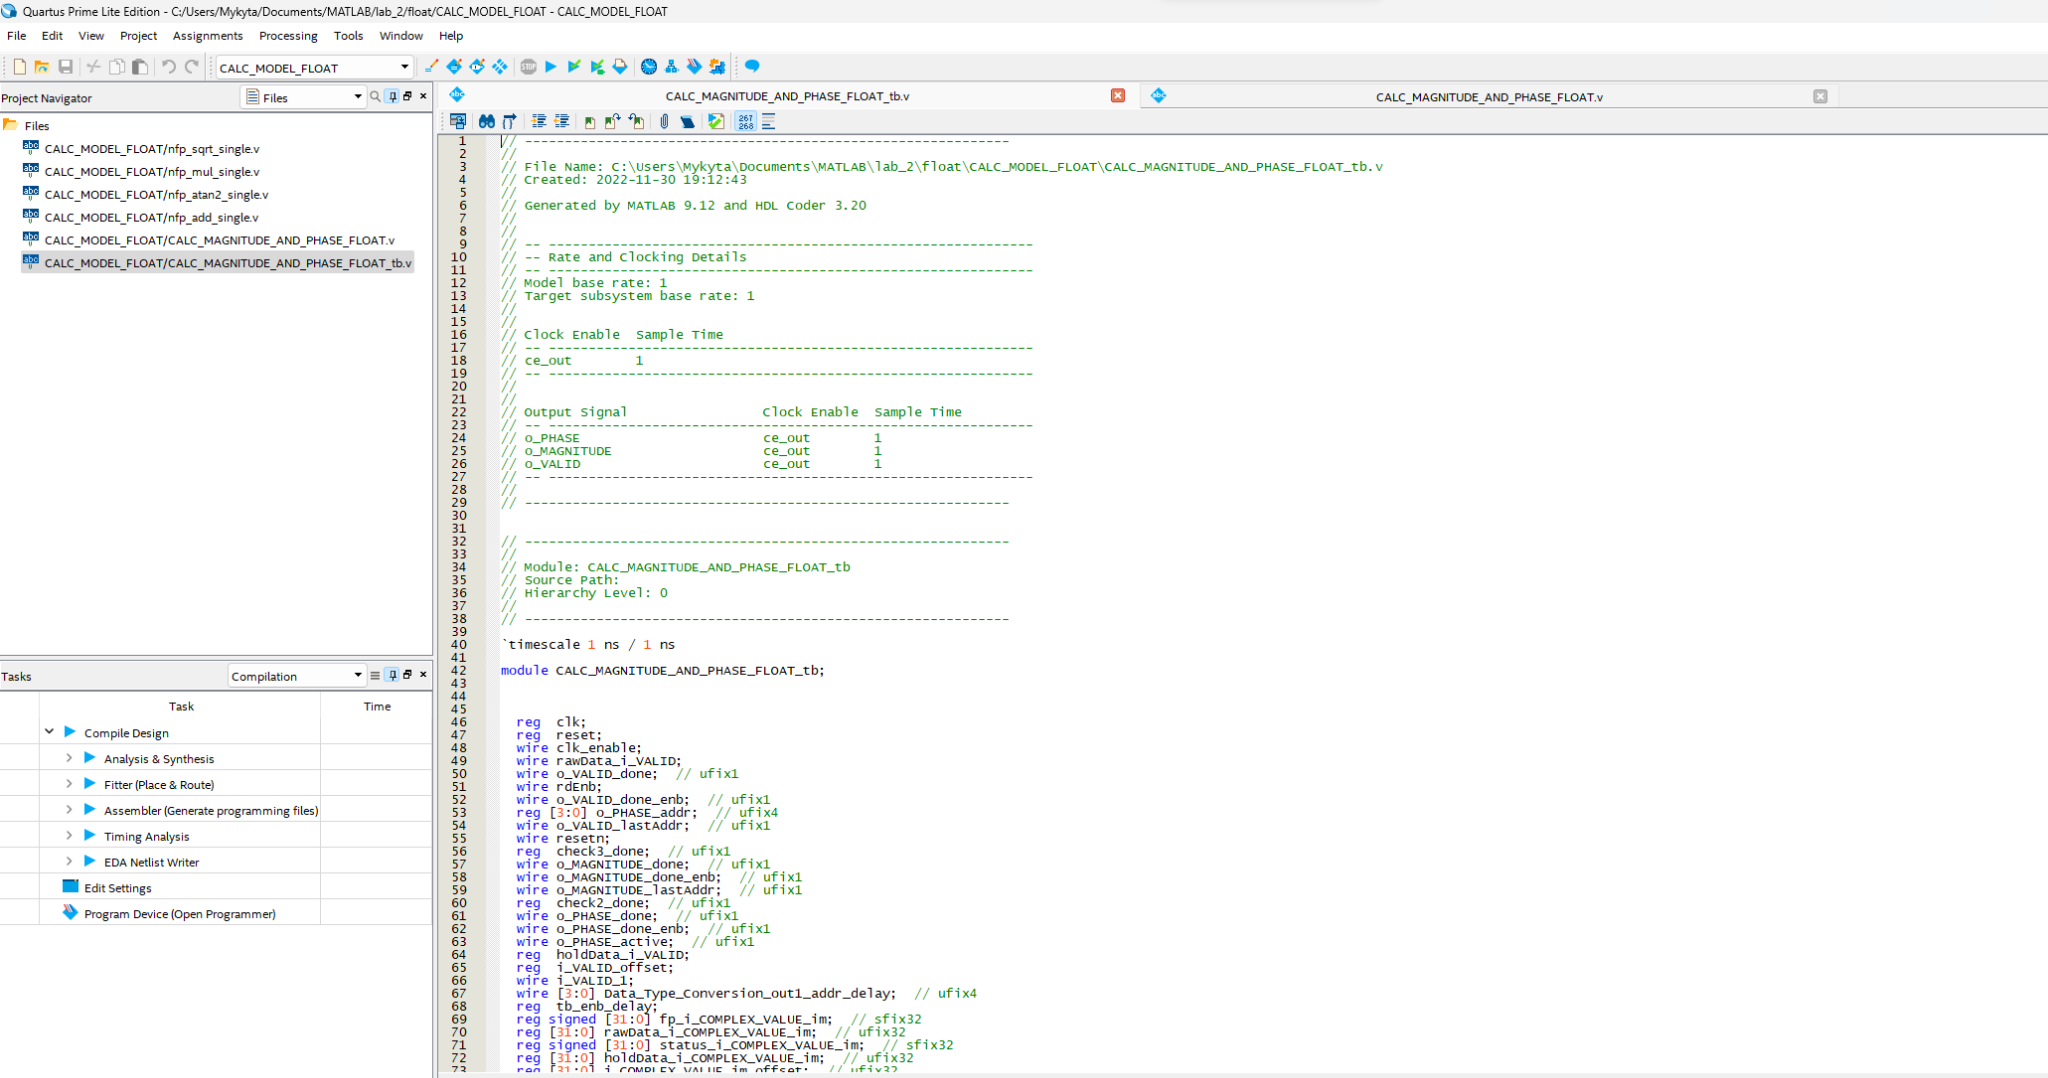 Quartus Prime Lite Edition - C:/Users/Mykyta/Documents/MATLAB/lab_2/float/CALC_MODEL_FLOAT - CALC_MODEL_FLOAT
File Edit View Project Assignments Processing Tools Window Help
CALC_MODEL_FLOAT
STOP
Project Navigator
Files
Files
CALC_MODEL_FLOAT/nfp_sqrt_single.v
CALC_MODEL_FLOAT/nfp_mul_single.v
CALC_MODEL_FLOAT/nfp_atan2_single.v
CALC_MODEL_FLOAT/nfp_add_single.v
CALC_MODEL_FLOAT/CALC_MAGNITUDE_AND_PHASE_FLOAT.v
CALC_MODEL_FLOAT/CALC_MAGNITUDE_AND_PHASE_FLOAT_tb.v
Tasks
Compilation
Task Time
Compile Design
Analysis & Synthesis
Fitter (Place & Route)
Assembler (Generate programming files)
Timing Analysis
EDA Netlist Writer
Edit Settings
Program Device (Open Programmer)
CALC_MAGNITUDE_AND_PHASE_FLOAT_tb.v
CALC_MAGNITUDE_AND_PHASE_FLOAT.v
267
268
1 // -------------------------------------------------------------
2 //
3 // File Name: C:\Users\Mykyta\Documents\MATLAB\lab_2\float\CALC_MODEL_FLOAT\CALC_MAGNITUDE_AND_PHASE_FLOAT_tb.v
4 // Created: 2022-11-30 19:12:43
5 //
6 // Generated by MATLAB 9.12 and HDL Coder 3.20
7 //
8 //
9 // -- -------------------------------------------------------------
10 // -- Rate and Clocking Details
11 // -- -------------------------------------------------------------
12 // Model base rate: 1
13 // Target subsystem base rate: 1
14 //
15 //
16 // Clock Enable  Sample Time
17 // -- -------------------------------------------------------------
18 // ce_out        1
19 // -- -------------------------------------------------------------
20 //
21 //
22 // Output Signal                 Clock Enable  Sample Time
23 // -- -------------------------------------------------------------
24 // o_PHASE                       ce_out        1
25 // o_MAGNITUDE                   ce_out        1
26 // o_VALID                       ce_out        1
27 // -- -------------------------------------------------------------
28 //
29 // -------------------------------------------------------------
30
31
32 // -------------------------------------------------------------
33 //
34 // Module: CALC_MAGNITUDE_AND_PHASE_FLOAT_tb
35 // Source Path:
36 // Hierarchy Level: 0
37 //
38 // -------------------------------------------------------------
39
40 `timescale 1 ns / 1 ns
41
42 module CALC_MAGNITUDE_AND_PHASE_FLOAT_tb;
43
44
45
46 reg  clk;
47 reg  reset;
48 wire clk_enable;
49 wire rawData_i_VALID;
50 wire o_VALID_done;  // ufix1
51 wire rdEnb;
52 wire o_VALID_done_enb;  // ufix1
53 reg [3:0] o_PHASE_addr;  // ufix4
54 wire o_VALID_lastAddr;  // ufix1
55 wire resetn;
56 reg  check3_done;  // ufix1
57 wire o_MAGNITUDE_done;  // ufix1
58 wire o_MAGNITUDE_done_enb;  // ufix1
59 wire o_MAGNITUDE_lastAddr;  // ufix1
60 reg  check2_done;  // ufix1
61 wire o_PHASE_done;  // ufix1
62 wire o_PHASE_done_enb;  // ufix1
63 wire o_PHASE_active;  // ufix1
64 reg  holdData_i_VALID;
65 reg  i_VALID_offset;
66 wire i_VALID_1;
67 wire [3:0] Data_Type_Conversion_out1_addr_delay;  // ufix4
68 reg  tb_enb_delay;
69 reg signed [31:0] fp_i_COMPLEX_VALUE_im;  // sfix32
70 reg [31:0] rawData_i_COMPLEX_VALUE_im;  // ufix32
71 reg signed [31:0] status_i_COMPLEX_VALUE_im;  // sfix32
72 reg [31:0] holdData_i_COMPLEX_VALUE_im;  // ufix32
73 reg [31:0] i_COMPLEX_VALUE_im_offset;  // ufix32